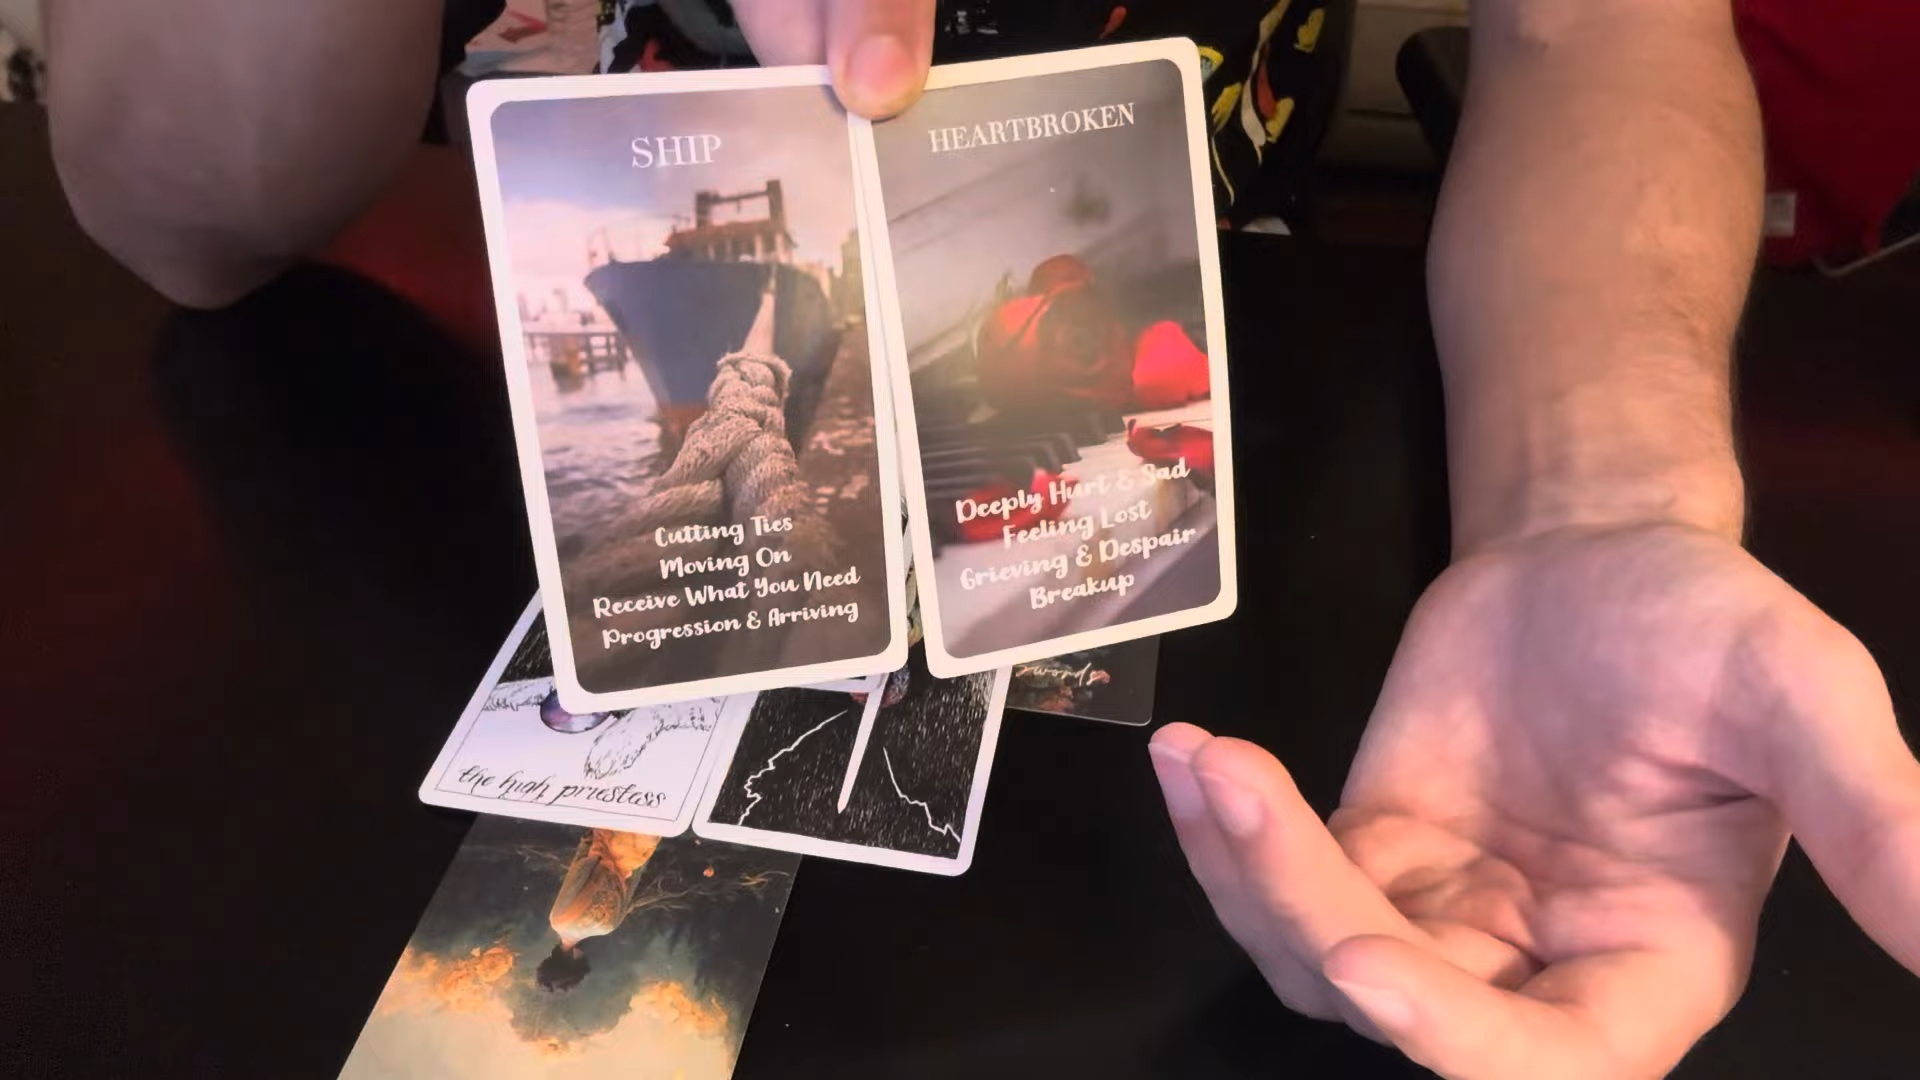 SHIP
Cutting Ties
Moving On
Receive What You Need
Progression & Arriving
HEARTBROKEN
Deeply Hurt & Sad
Feeling Lost
Grieving & Despair
Breakup
the high priestess